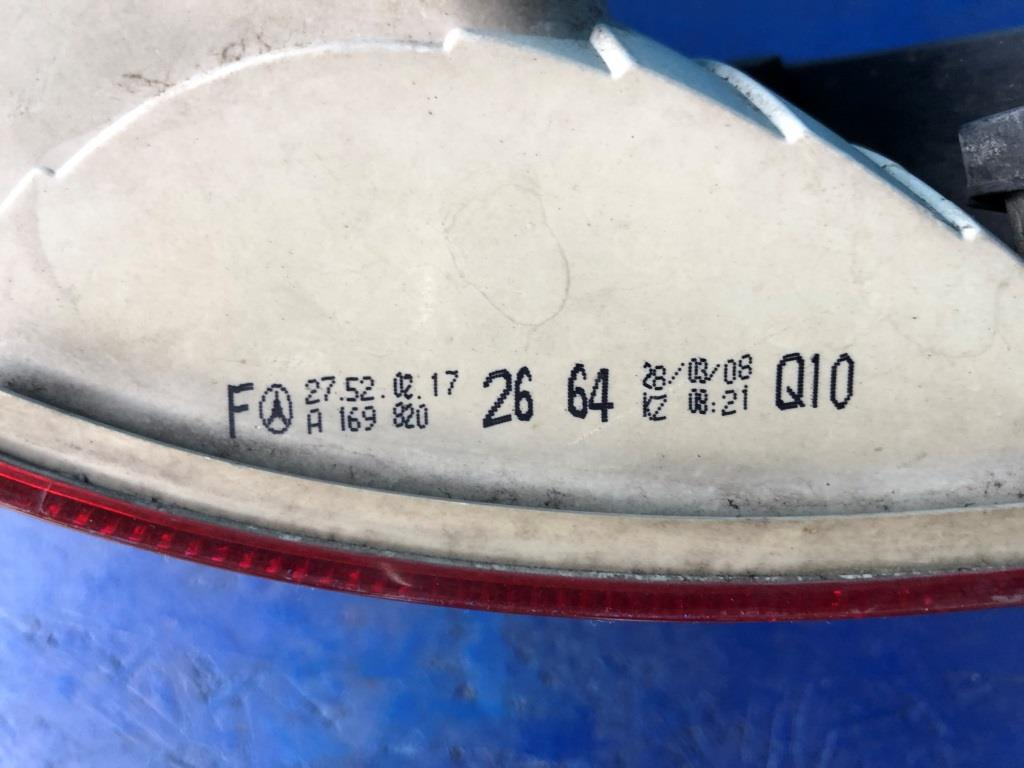 F 27.52.02.17 26 64 28/03/08 Q10
A 169 820 KZ 08:21